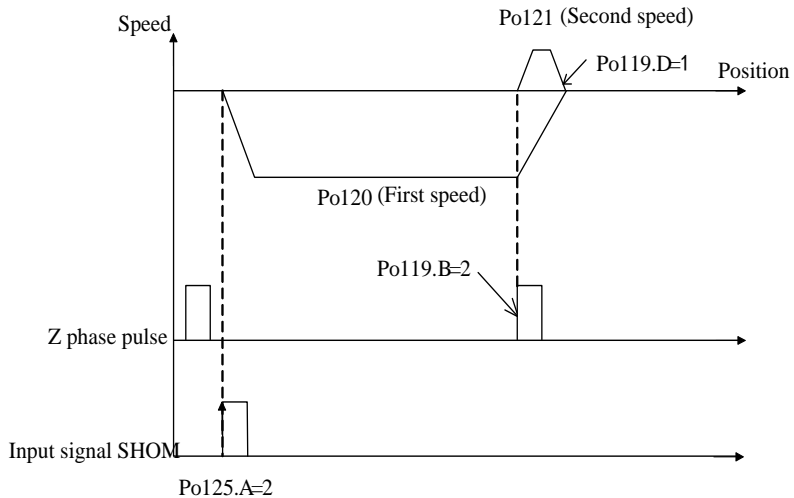 Po121 (Second speed)
Speed
Po119.D=1
Position
Po120 (First speed)
Po119.B=2
Z phase pulse
Input signal SHOM
Po125.A=2